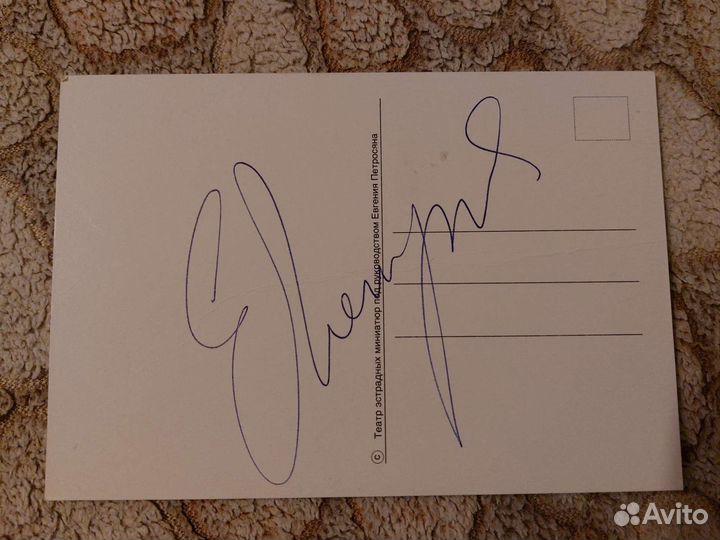 © Театр эстрадных миниатюр под руководством Евгения Петросяна
Avito